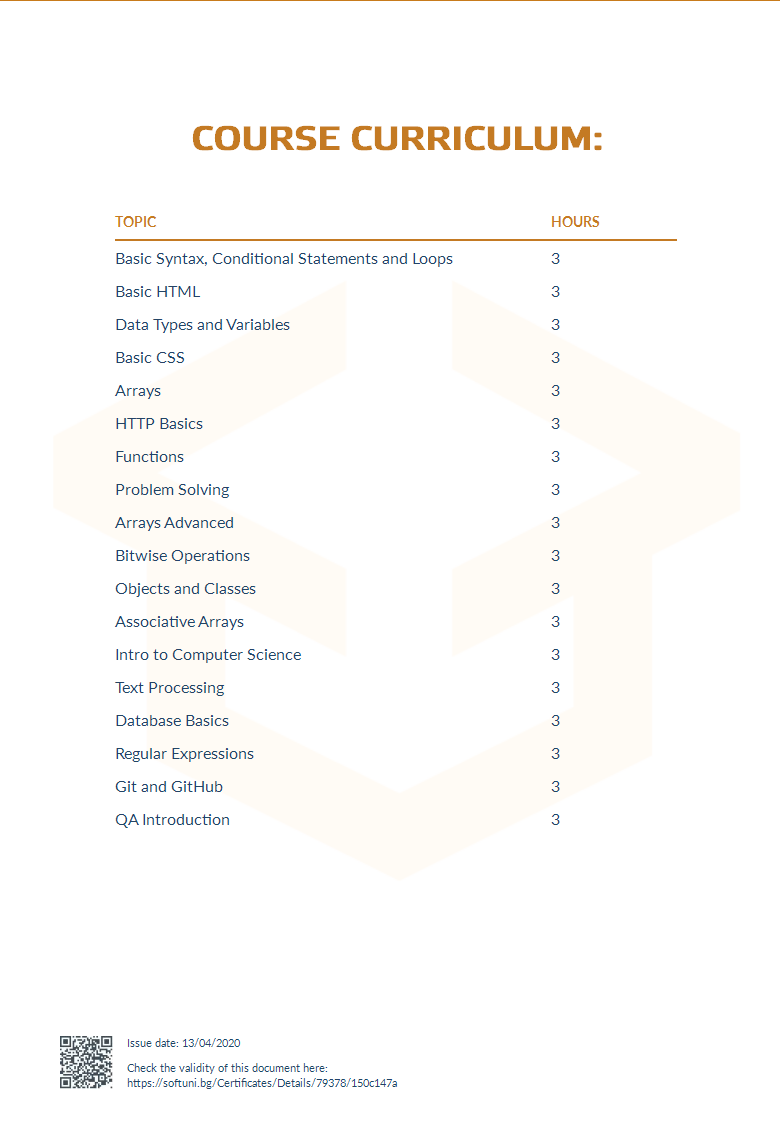 COURSE CURRICULUM:
TOPIC HOURS
Basic Syntax, Conditional Statements and Loops 3
Basic HTML 3
Data Types and Variables 3
Basic CSS 3
Arrays 3
HTTP Basics 3
Functions 3
Problem Solving 3
Arrays Advanced 3
Bitwise Operations 3
Objects and Classes 3
Associative Arrays 3
Intro to Computer Science 3
Text Processing 3
Database Basics 3
Regular Expressions 3
Git and GitHub 3
QA Introduction 3
Issue date: 13/04/2020
Check the validity of this document here:
https://softuni.bg/Certificates/Details/79378/150c147a